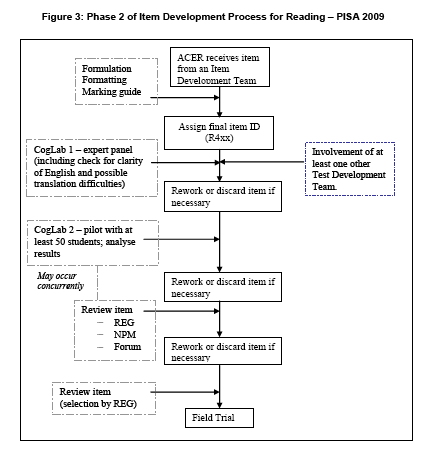 Figure 3: Phase 2 of Item Development Process for Reading – PISA 2009
ACER receives item
from an Item
Development Team
Formulation
Formatting
Marking guide
Assign final item ID
(R4xx)
CogLab 1 – expert panel
(including check for clarity
of English and possible
translation difficulties)
Involvement of at
least one other
Test Development
Team.
Rework or discard item if
necessary
CogLab 2 – pilot with at
least 50 students; analyse
results
May occur
concurrently
Rework or discard item if
necessary
Review item
– REG
– NPM
– Forum
Rework or discard item if
necessary
Review item
(selection by REG)
Field Trial